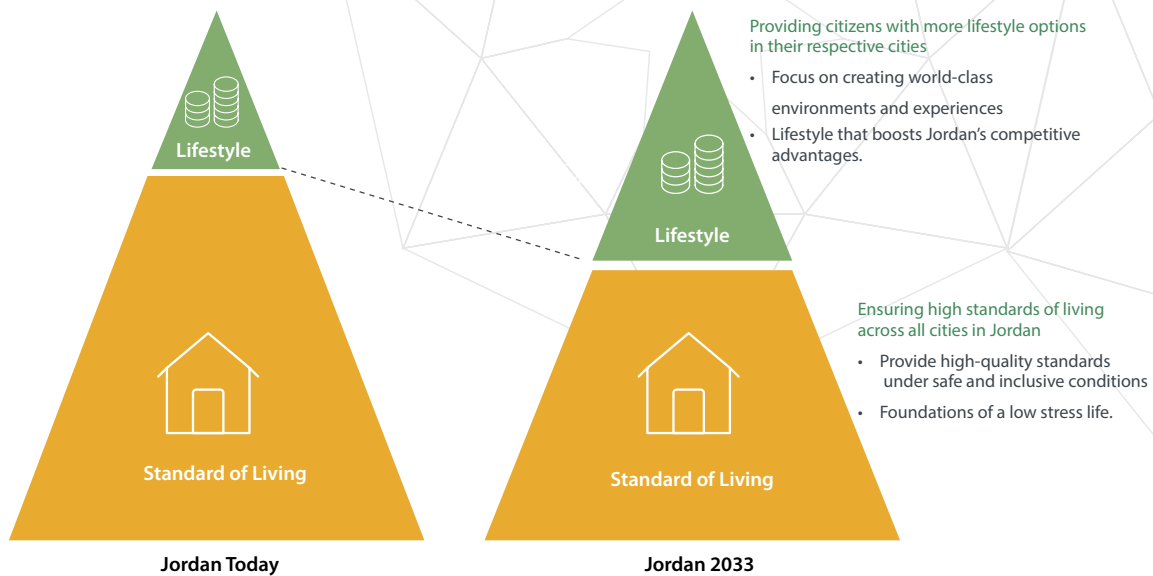 Lifestyle
Standard of Living
Jordan Today
Lifestyle
Standard of Living
Jordan 2033
Providing citizens with more lifestyle options
in their respective cities
• Focus on creating world-class
environments and experiences
• Lifestyle that boosts Jordan’s competitive
advantages.
Ensuring high standards of living
across all cities in Jordan
• Provide high-quality standards
under safe and inclusive conditions
• Foundations of a low stress life.